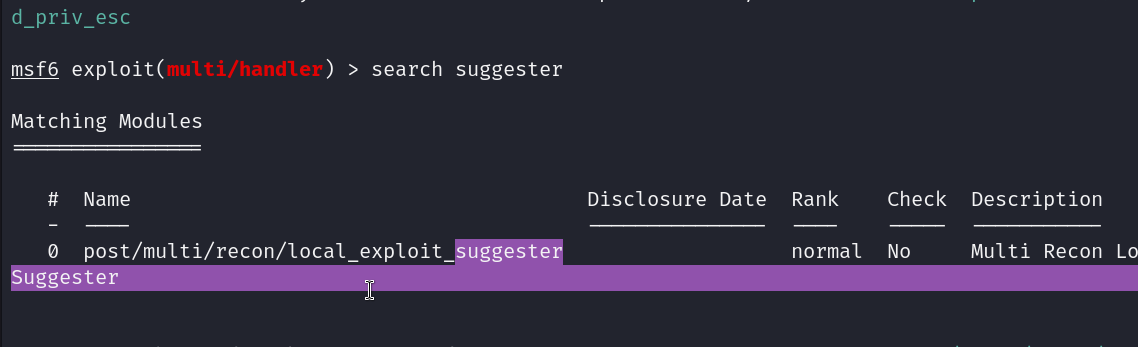 d_priv_esc
msf6 exploit(multi/handler) > search suggester
Matching Modules
================
# Name Disclosure Date Rank Check Description
- ---- --------------- ---- ----- -----------
0 post/multi/recon/local_exploit_suggester normal No Multi Recon Lo
Suggester